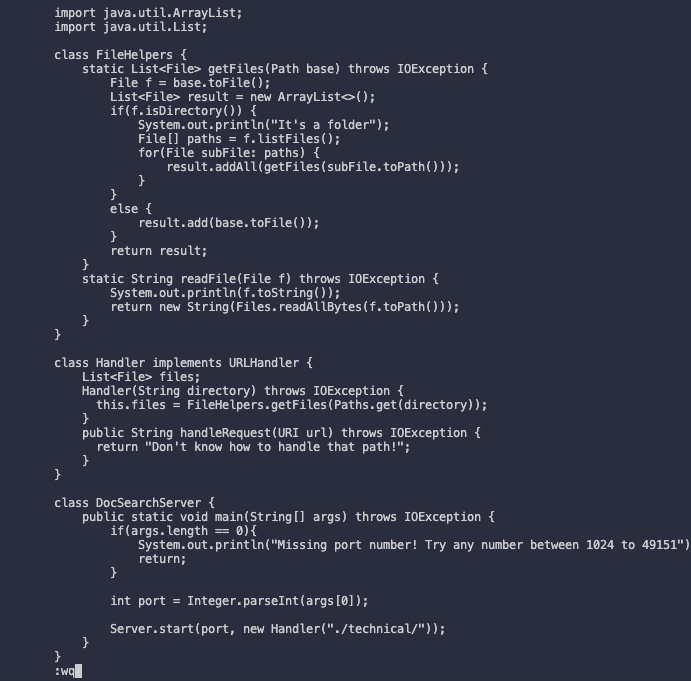 import java.util.ArrayList;
import java.util.List;
class FileHelpers {
static List<File> getFiles(Path base) throws IOException {
File f = base.toFile();
List<File> result = new ArrayList<>();
if(f.isDirectory()) {
System.out.println("It's a folder");
File[] paths = f.listFiles();
for(File subFile: paths) {
result.addAll(getFiles(subFile.toPath()));
}
}
else {
result.add(base.toFile());
}
return result;
}
static String readFile(File f) throws IOException {
System.out.println(f.toString());
return new String(Files.readAllBytes(f.toPath()));
}
}
class Handler implements URLHandler {
List<File> files;
Handler(String directory) throws IOException {
this.files = FileHelpers.getFiles(Paths.get(directory));
}
public String handleRequest(URI url) throws IOException {
return "Don't know how to handle that path!";
}
}
class DocSearchServer {
public static void main(String[] args) throws IOException {
if(args.length == 0){
System.out.println("Missing port number! Try any number between 1024 to 49151")
return;
}
int port = Integer.parseInt(args[0]);
Server.start(port, new Handler("./technical/"));
}
}
:wq